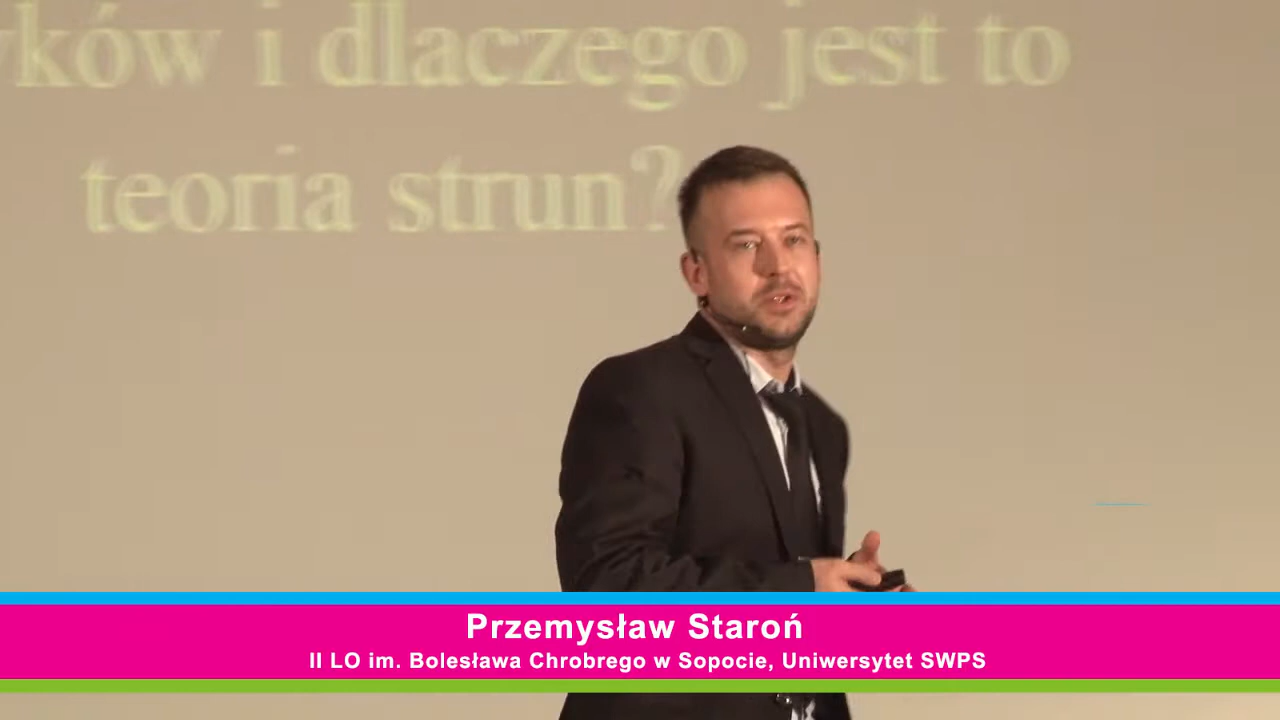 ków i dlaczego jest to
teoria strun?
Przemysław Staroń
II LO im. Bolesława Chrobrego w Sopocie, Uniwersytet SWPS